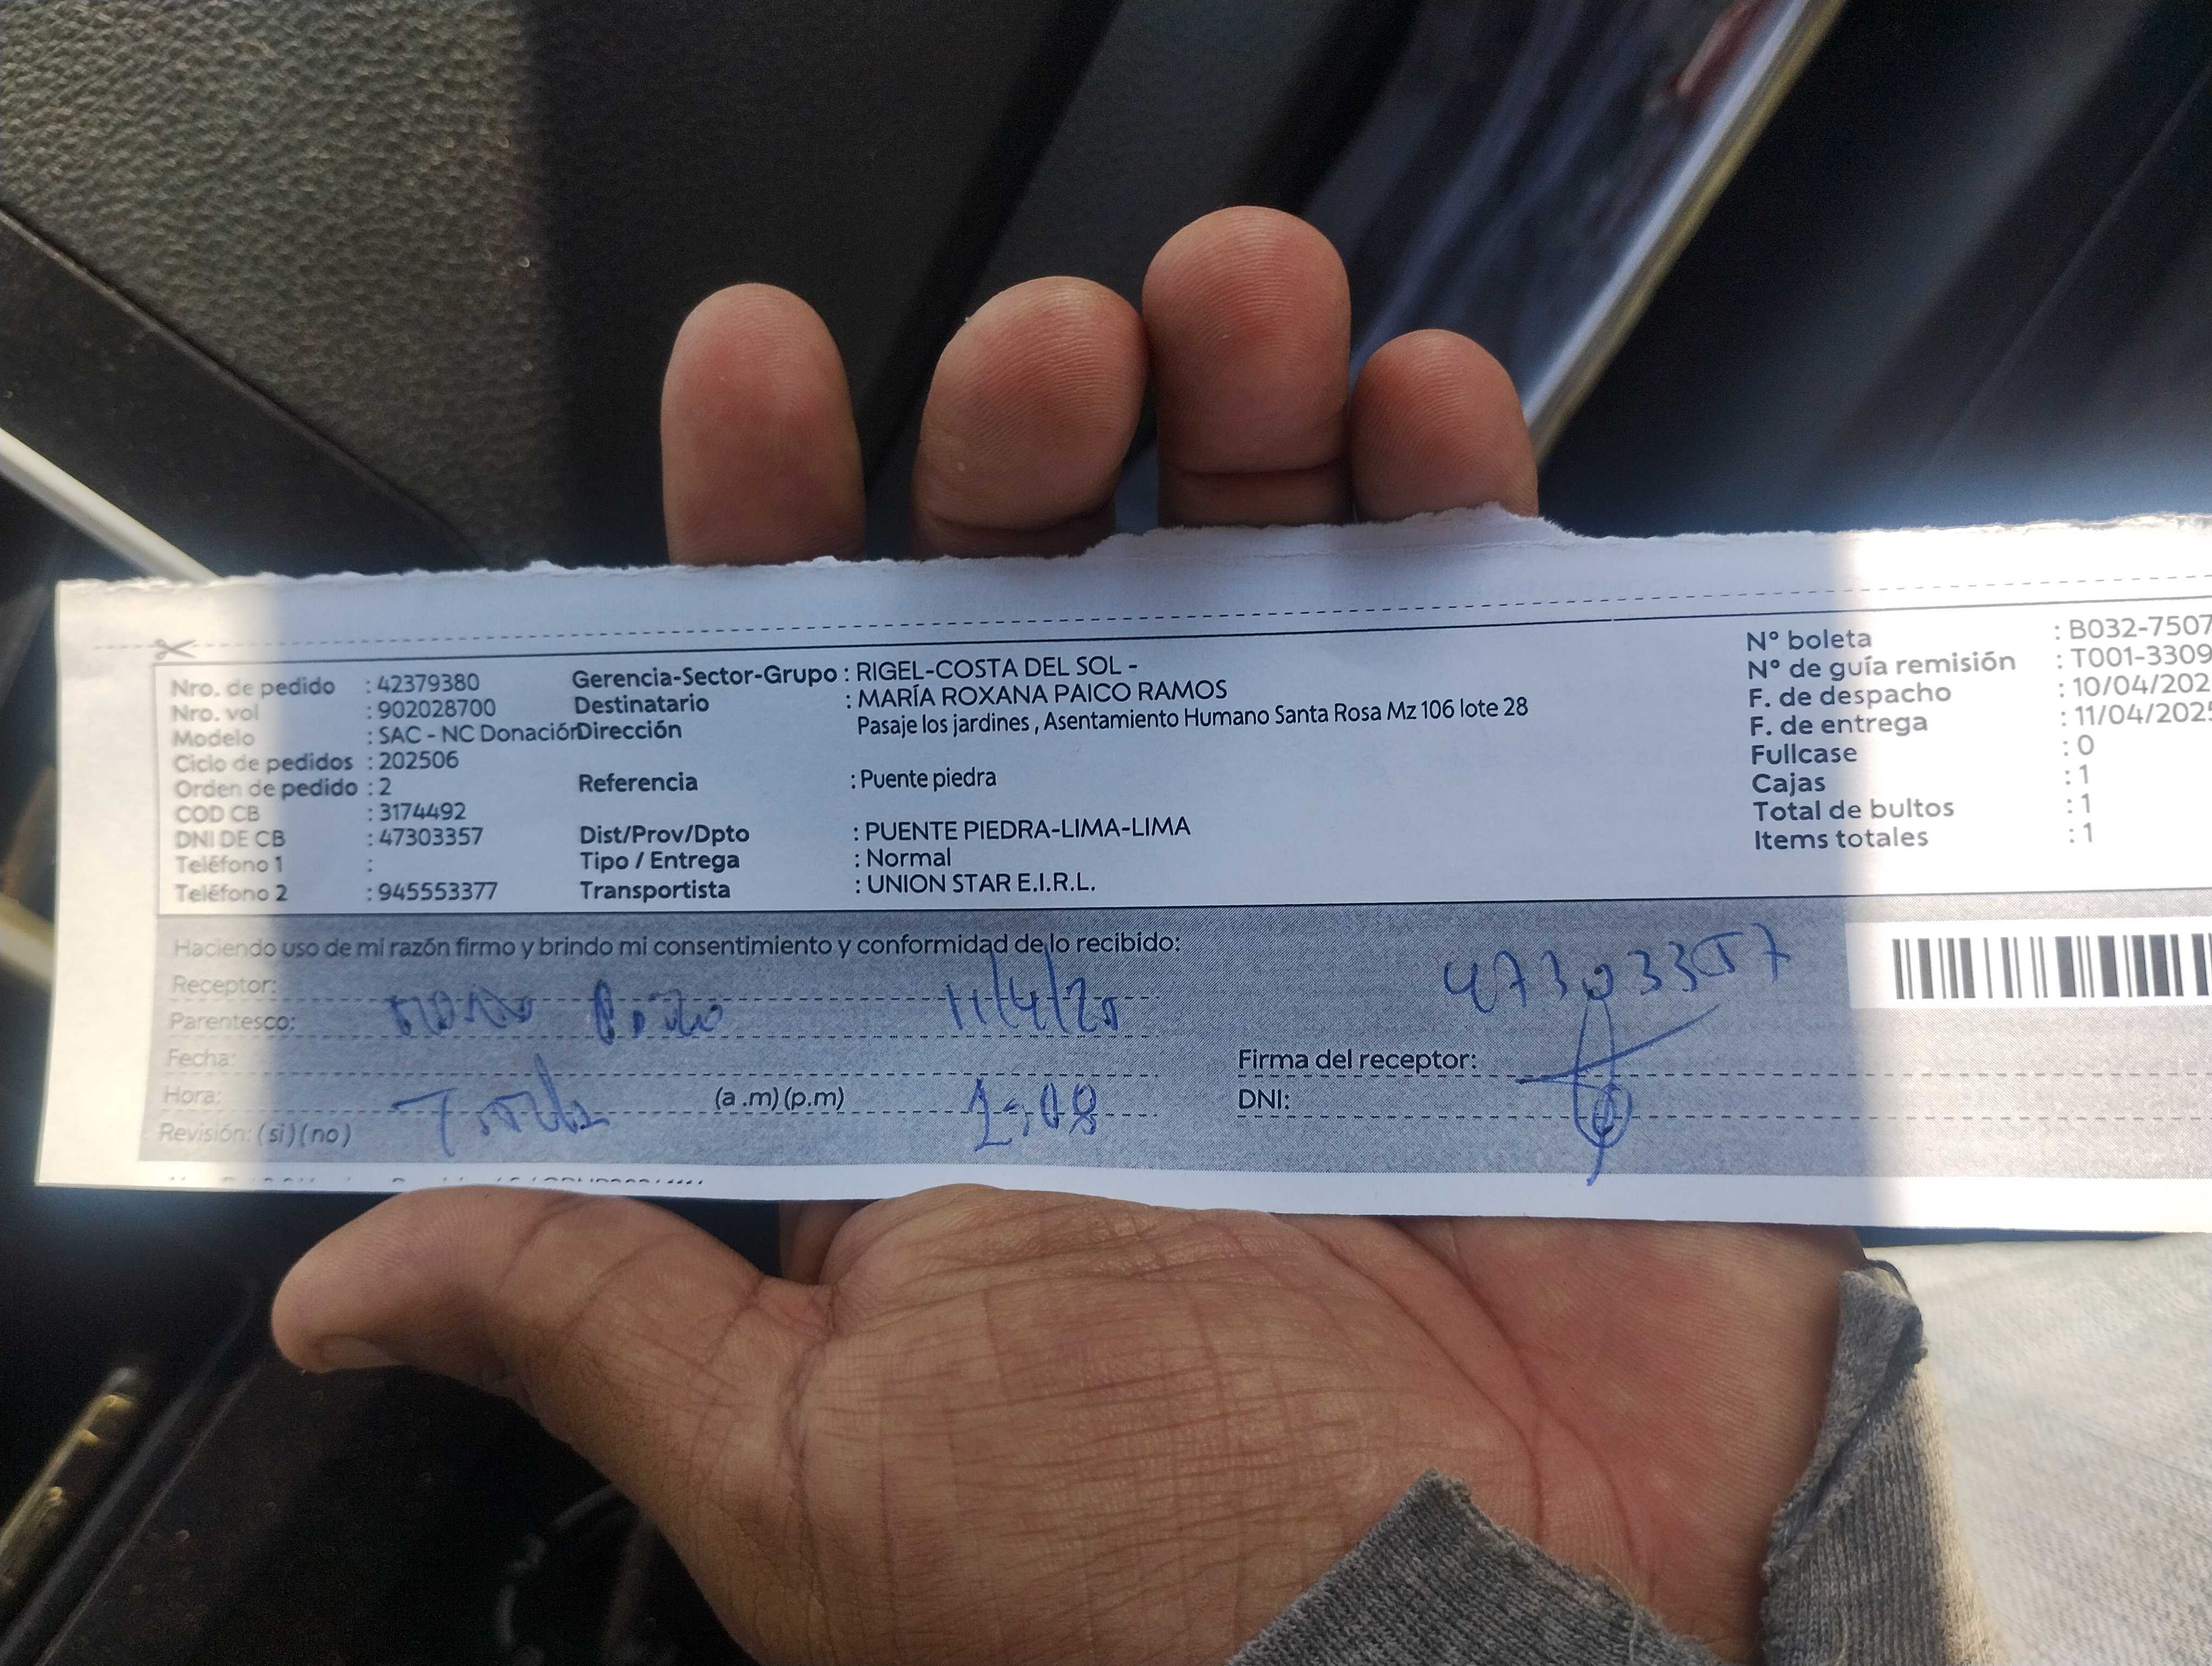 Nro. de pedido : 42379380
Nro. vol : 902028700
Modelo : SAC - NC Donación
Ciclo de pedidos : 202506
Orden de pedido : 2
COD CB : 3174492
DNI DE CB : 47303357
Teléfono 1 :
Teléfono 2 : 945553377
Gerencia-Sector-Grupo : RIGEL-COSTA DEL SOL -
Destinatario : MARÍA ROXANA PAICO RAMOS
Dirección Pasaje los jardines , Asentamiento Humano Santa Rosa Mz 106 lote 28
Referencia : Puente piedra
Dist/Prov/Dpto : PUENTE PIEDRA-LIMA-LIMA
Tipo / Entrega : Normal
Transportista : UNION STAR E.I.R.L.
N° boleta : B032-7507
N° de guía remisión : T001-3309
F. de despacho : 10/04/202
F. de entrega : 11/04/2025
Fullcase : 0
Cajas : 1
Total de bultos : 1
Items totales : 1
Haciendo uso de mi razón firmo y brindo mi consentimiento y conformidad de lo recibido:
Receptor:
Parentesco: 11/4/25
Fecha:
Hora: (a .m) (p.m) 2:08
Revisión: (si) (no)
47303357
Firma del receptor:
DNI: